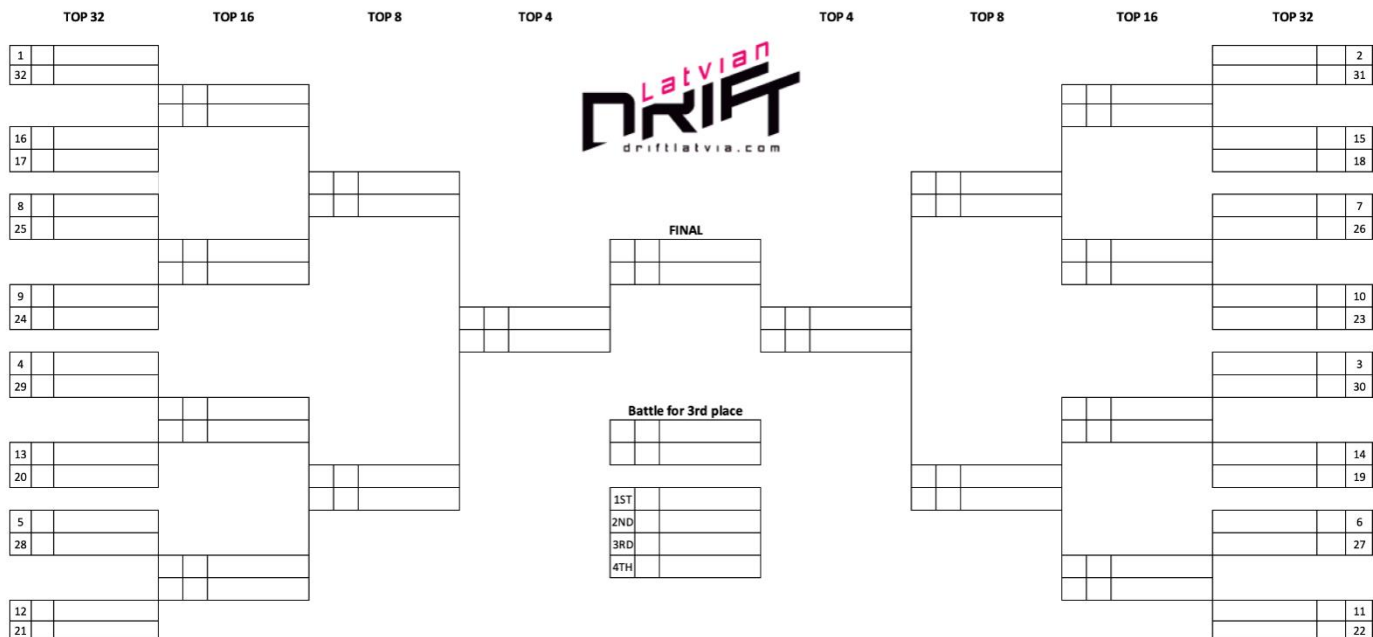 TOP 32 TOP 16 TOP 8 TOP 4 TOP 4 TOP 8 TOP 16 TOP 32
Latvian
DRIFT
driftlatvia.com
1 2
32 31
16 15
17 18
8 7
25 26
FINAL
9 10
24 23
4 3
29 30
Battle for 3rd place
13 14
20 19
1ST
5 2ND 6
28 3RD 27
4TH
12 11
21 22